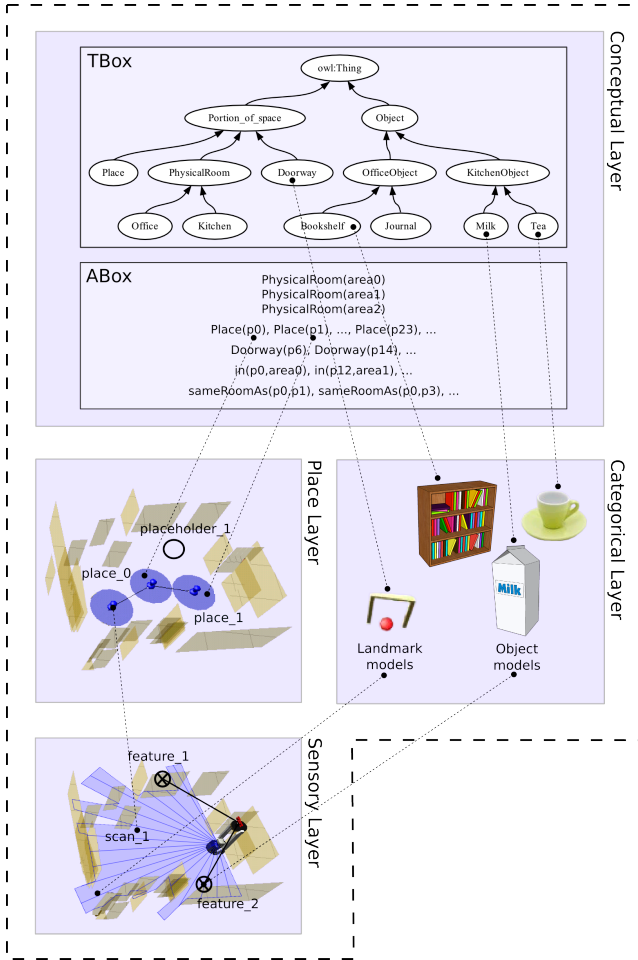 Conceptual Layer
TBox
owl:Thing
Portion_of_space
Object
Place
PhysicalRoom
Doorway
OfficeObject
KitchenObject
Office
Kitchen
Bookshelf
Journal
Milk
Tea
ABox
PhysicalRoom(area0)
PhysicalRoom(area1)
PhysicalRoom(area2)
Place(p0), Place(p1), ..., Place(p23), ...
Doorway(p6), Doorway(p14), ...
in(p0,area0), in(p12,area1), ...
sameRoomAs(p0,p1), sameRoomAs(p0,p3), ...
Place Layer
placeholder_1
place_0
place_1
Categorical Layer
Milk
Landmark
models
Object
models
Sensory Layer
feature_1
scan_1
feature_2